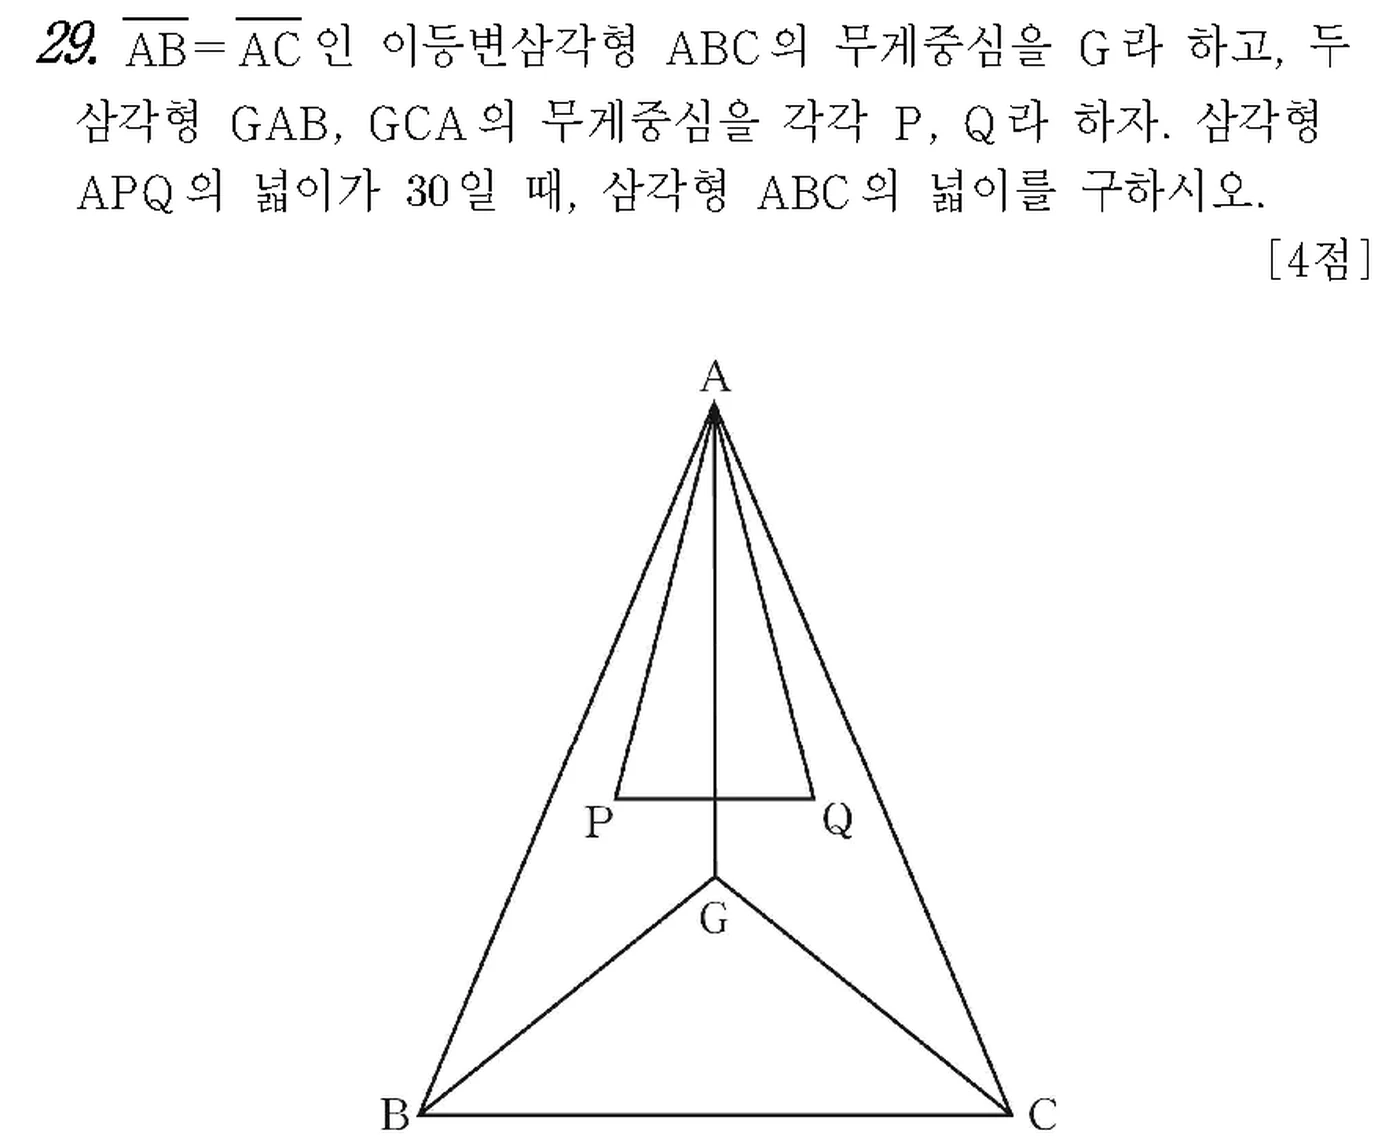 29. AB=AC인 이등변삼각형 ABC의 무게중심을 G라 하고, 두
삼각형 GAB, GCA의 무게중심을 각각 P, Q라 하자. 삼각형
APQ의 넓이가 30일 때, 삼각형 ABC의 넓이를 구하시오.
[4점]
A
P
Q
G
B
C